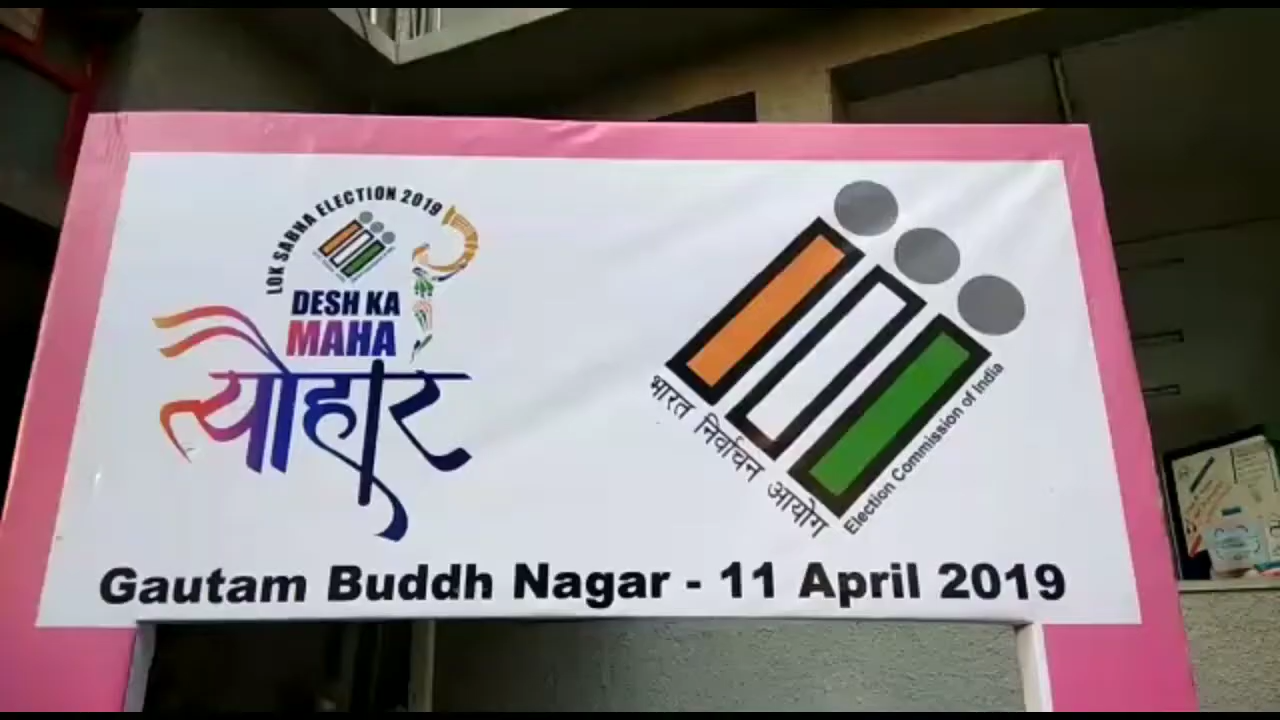 LOK SABHA ELECTION 2019
DESH KA
MAHA
त्योहार
भारत निर्वाचन आयोग
Election Commission of India
Gautam Buddh Nagar - 11 April 2019